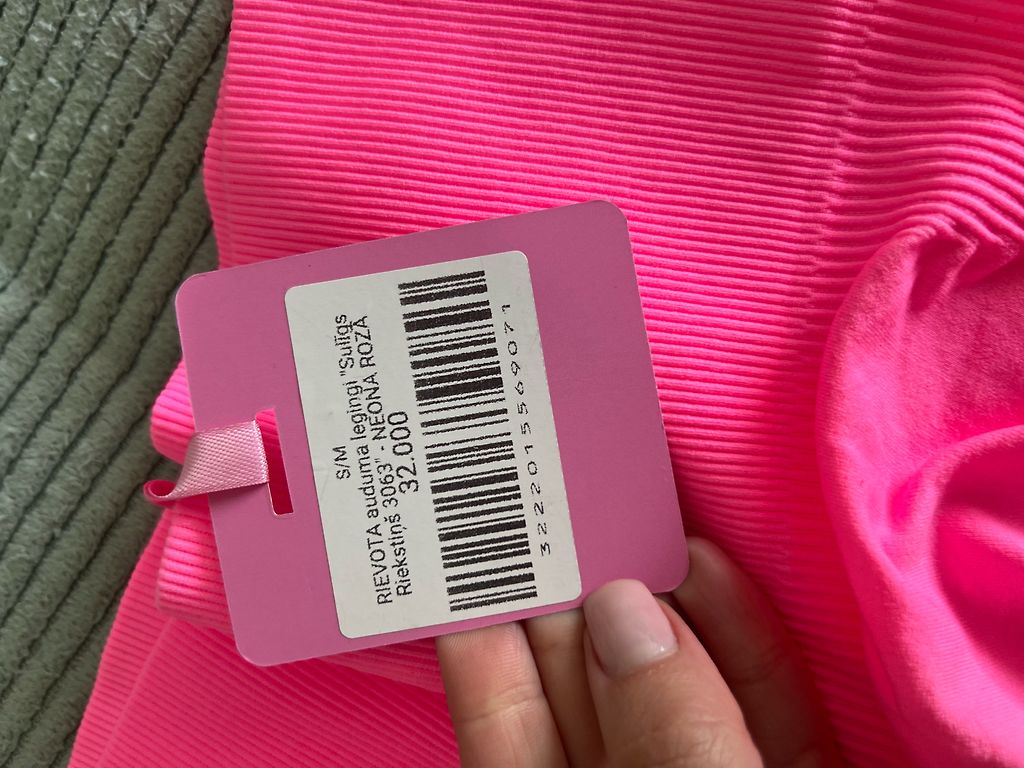 S/M
RIEVOTA auduma legingi "Sulīgs
Riekstiņš 3063" - NEONA ROZĀ
32.000
3222015569071